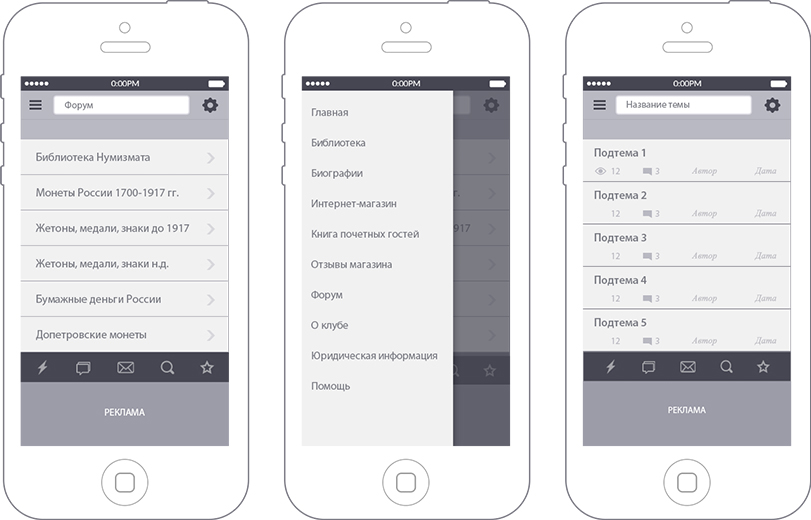 0:00PM
Форум
Библиотека Нумизмата
Монеты России 1700-1917 гг.
Жетоны, медали, знаки до 1917
Жетоны, медали, знаки н.д.
Бумажные деньги России
Допетровские монеты
РЕКЛАМА
0:00PM
Главная
Библиотека
Биографии
Интернет-магазин
Книга почетных гостей
Отзывы магазина
Форум
О клубе
Юридическая информация
Помощь
г.
917
0:00PM
Название темы
Подтема 1
12 3 Автор Дата
Подтема 2
12 3 Автор Дата
Подтема 3
12 3 Автор Дата
Подтема 4
12 3 Автор Дата
Подтема 5
12 3 Автор Дата
РЕКЛАМА